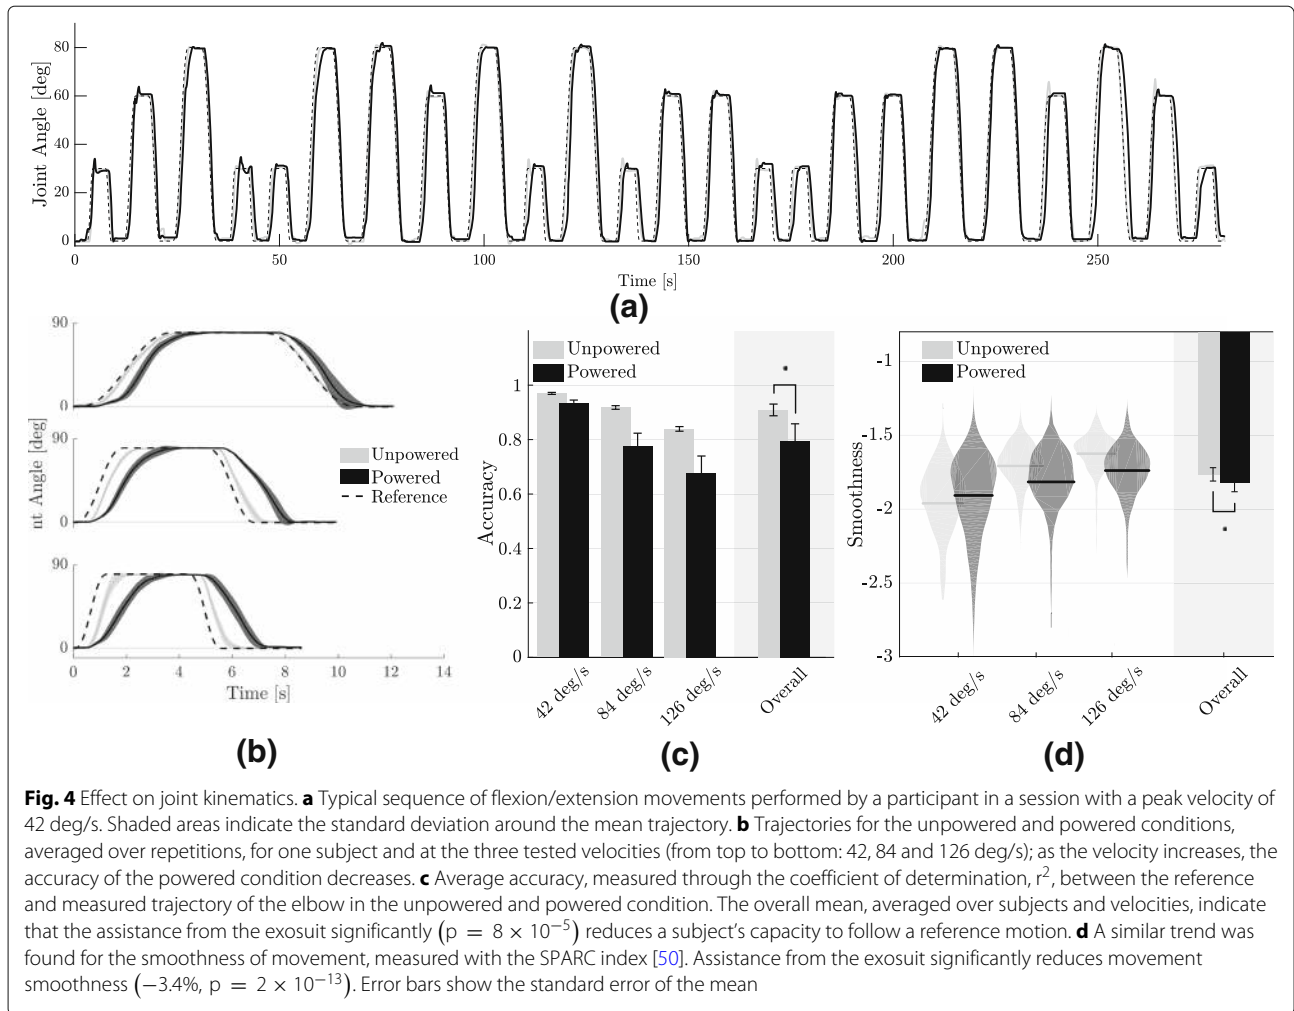 Joint Angle [deg]
80
60
40
20
0
0
50
100
150
200
250
Time [s]
(a)
90
0
90
0
90
0
nt Angle [deg]
Unpowered
Powered
Reference
0
2
4
6
8
10
12
14
Time [s]
(b)
Unpowered
Powered
Accuracy
1
0.8
0.6
0.4
0.2
0
*
42 deg/s
84 deg/s
126 deg/s
Overall
(c)
Unpowered
Powered
Smoothness
-1
-1.5
-2
-2.5
-3
*
42 deg/s
84 deg/s
126 deg/s
Overall
(d)
Fig. 4 Effect on joint kinematics. a Typical sequence of flexion/extension movements performed by a participant in a session with a peak velocity of
42 deg/s. Shaded areas indicate the standard deviation around the mean trajectory. b Trajectories for the unpowered and powered conditions,
averaged over repetitions, for one subject and at the three tested velocities (from top to bottom: 42, 84 and 126 deg/s); as the velocity increases, the
accuracy of the powered condition decreases. c Average accuracy, measured through the coefficient of determination, r², between the reference
and measured trajectory of the elbow in the unpowered and powered condition. The overall mean, averaged over subjects and velocities, indicate
that the assistance from the exosuit significantly (p = 8 × 10⁻⁵) reduces a subject's capacity to follow a reference motion. d A similar trend was
found for the smoothness of movement, measured with the SPARC index [50]. Assistance from the exosuit significantly reduces movement
smoothness (−3.4%, p = 2 × 10⁻¹³). Error bars show the standard error of the mean